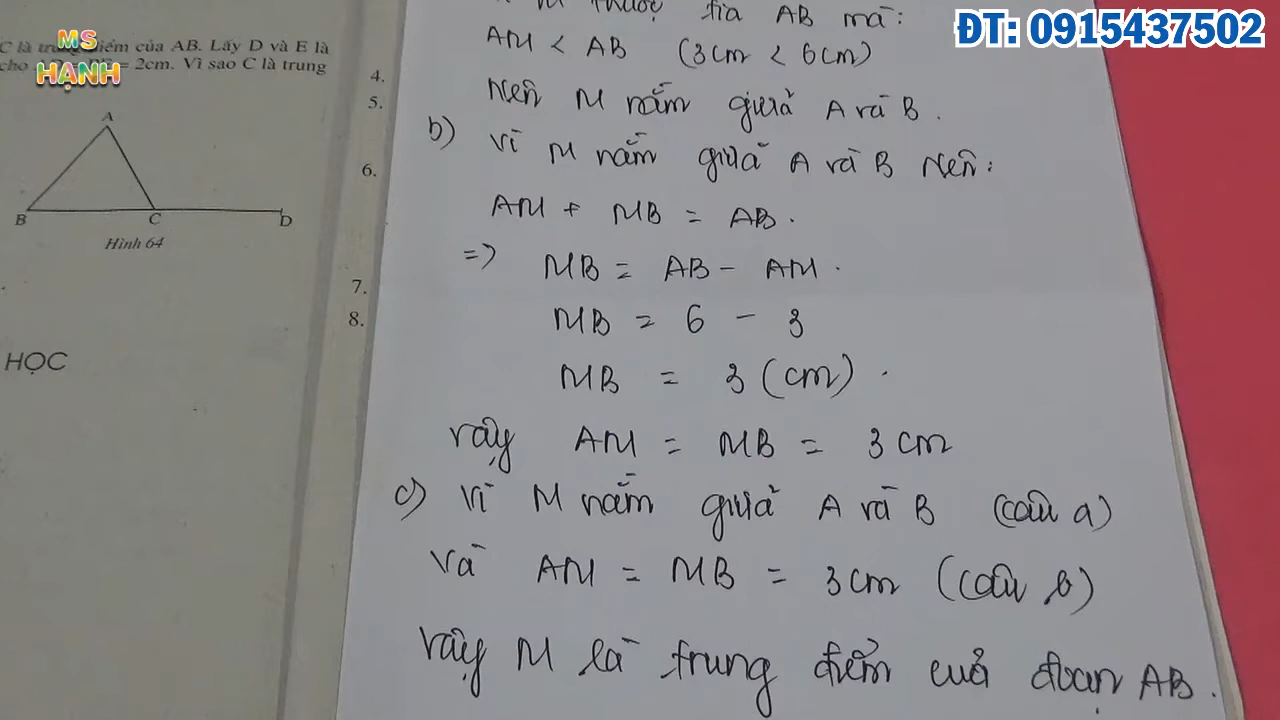 ĐT: 0915437502
MS
HẠNH
C là trung điểm của AB. Lấy D và E là
cho = 2cm. Vì sao C là trung
A
B C D
Hình 64
HỌC
4.
5.
6.
7.
8.
M thuộc tia AB mà:
AM < AB (3cm < 6cm)
Nên M nằm giữa A và B.
b) Vì M nằm giữa A và B Nên:
AM + MB = AB.
=> MB = AB - AM.
MB = 6 - 3
MB = 3 (cm).
Vậy AM = MB = 3cm
c) Vì M nằm giữa A và B (câu a)
Và AM = MB = 3cm (câu b)
Vậy M là trung điểm cuả đoạn AB.